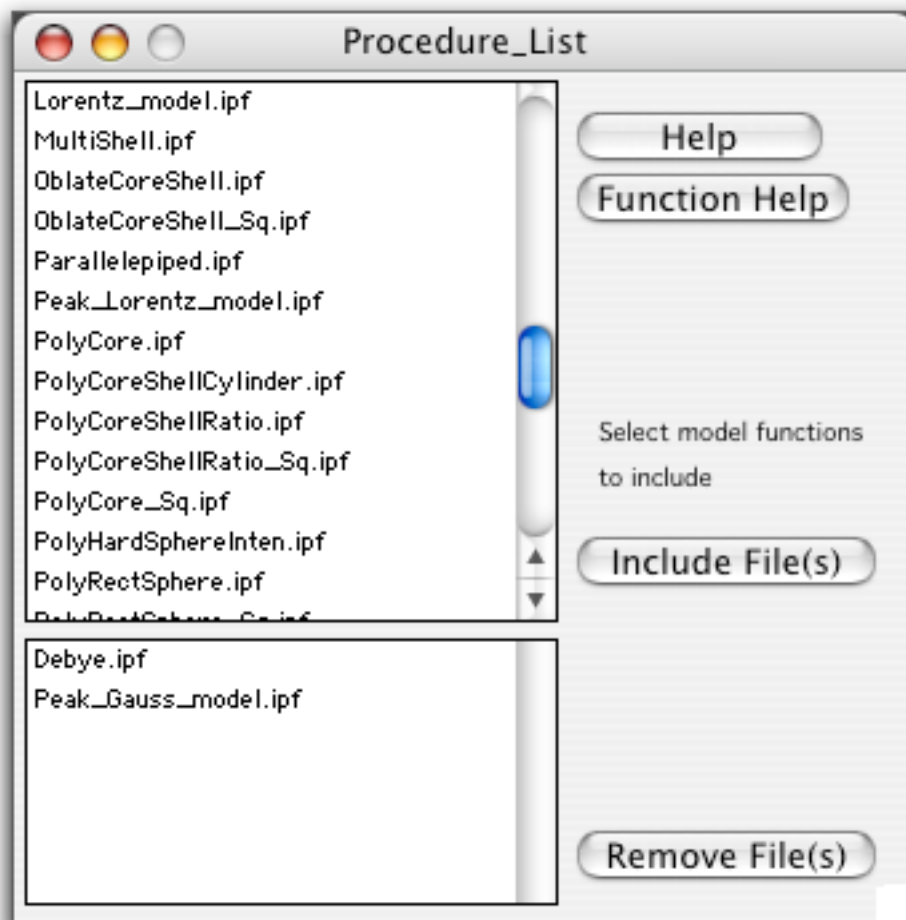 Procedure_List
Lorentz_model.ipf
MultiShell.ipf
OblateCoreShell.ipf
OblateCoreShell_Sq.ipf
Parallelepiped.ipf
Peak_Lorentz_model.ipf
PolyCore.ipf
PolyCoreShellCylinder.ipf
PolyCoreShellRatio.ipf
PolyCoreShellRatio_Sq.ipf
PolyCore_Sq.ipf
PolyHardSphereInten.ipf
PolyRectSphere.ipf
Help
Function Help
Select model functions
to include
Include File(s)
Debye.ipf
Peak_Gauss_model.ipf
Remove File(s)